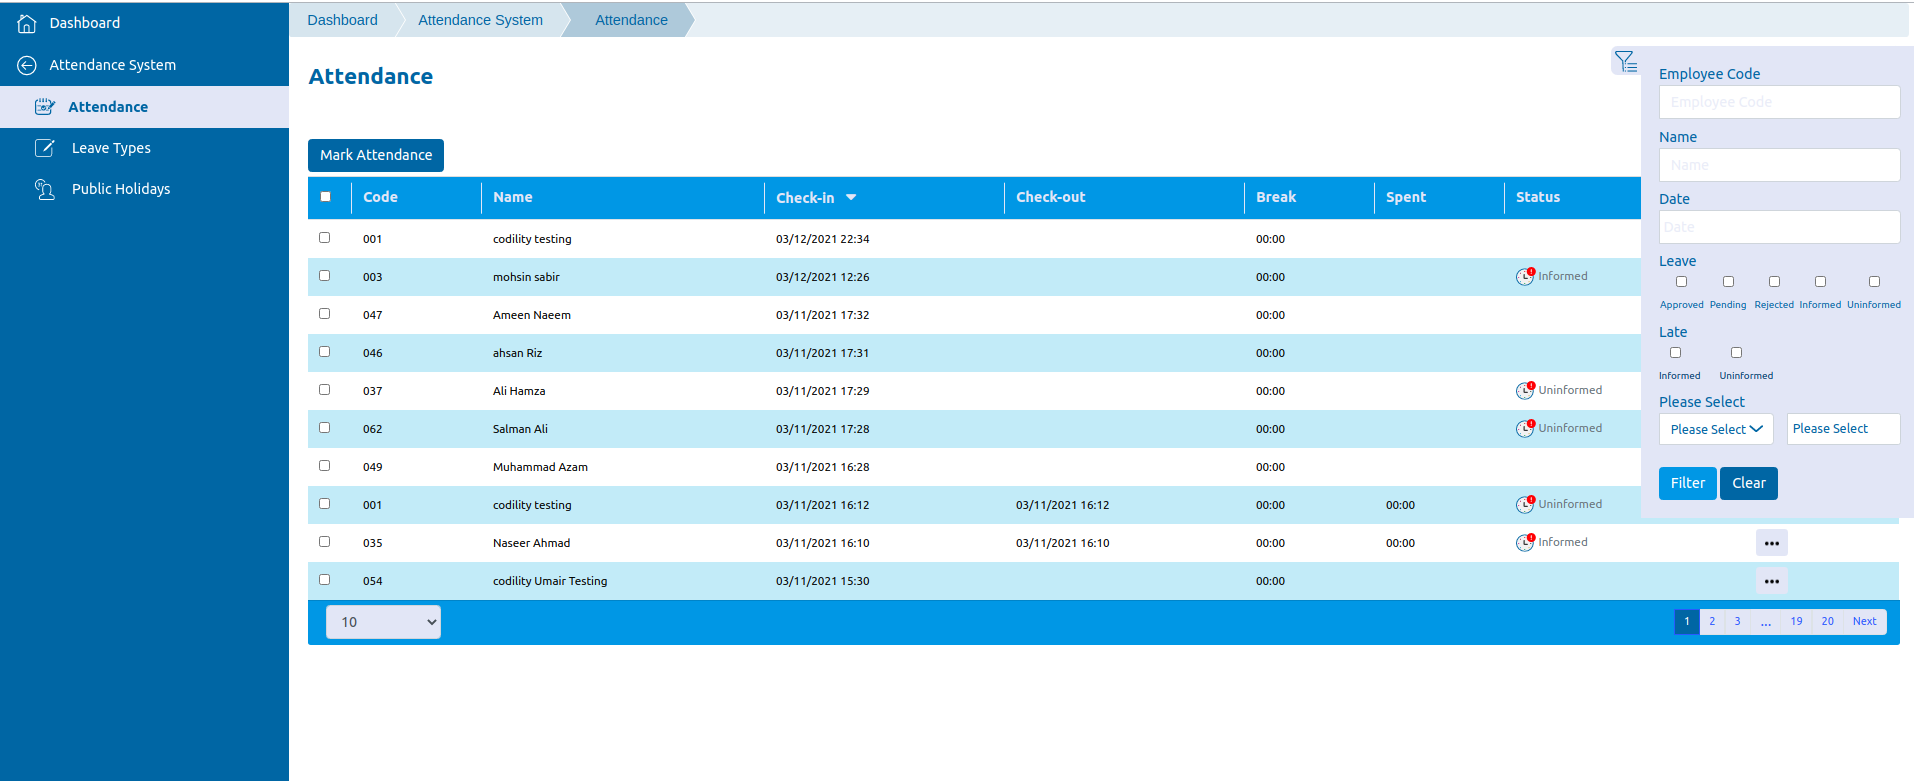 Dashboard
Attendance System
Attendance
Leave Types
Public Holidays
Dashboard Attendance System Attendance
Attendance
Mark Attendance
Code Name Check-in Check-out Break Spent Status
001 codility testing 03/12/2021 22:34 00:00
003 mohsin sabir 03/12/2021 12:26 00:00 Informed
047 Ameen Naeem 03/11/2021 17:32 00:00
046 ahsan Riz 03/11/2021 17:31 00:00
037 Ali Hamza 03/11/2021 17:29 00:00 Uninformed
062 Salman Ali 03/11/2021 17:28 00:00 Uninformed
049 Muhammad Azam 03/11/2021 16:28 00:00
001 codility testing 03/11/2021 16:12 03/11/2021 16:12 00:00 00:00 Uninformed
035 Naseer Ahmad 03/11/2021 16:10 03/11/2021 16:10 00:00 00:00 Informed
054 codility Umair Testing 03/11/2021 15:30 00:00
10
1 2 3 ... 19 20 Next
Employee Code
Employee Code
Name
Name
Date
Date
Leave
Approved Pending Rejected Informed Uninformed
Late
Informed Uninformed
Please Select
Please Select Please Select
Filter Clear